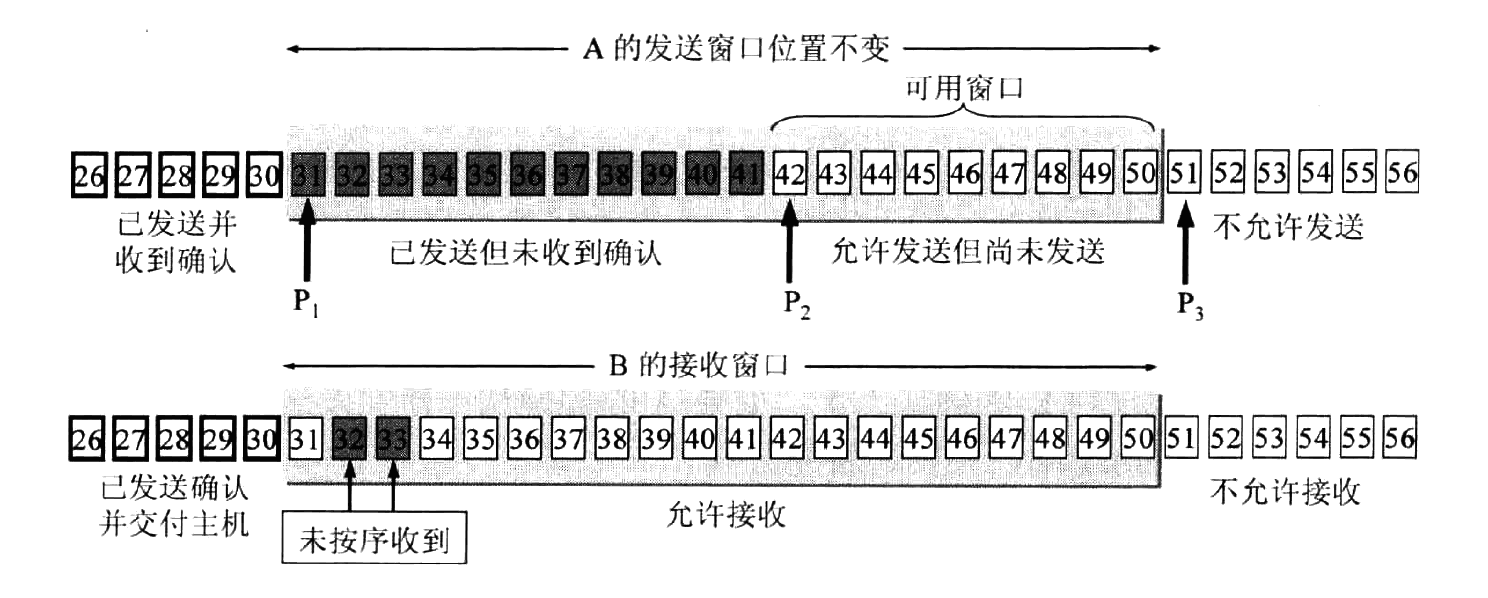 A 的发送窗口位置不变
可用窗口
26 27 28 29 30 31 32 33 34 35 36 37 38 39 40 41 42 43 44 45 46 47 48 49 50 51 52 53 54 55 56
已发送并
收到确认
已发送但未收到确认
允许发送但尚未发送
不允许发送
P1
P2
P3
B 的接收窗口
26 27 28 29 30 31 32 33 34 35 36 37 38 39 40 41 42 43 44 45 46 47 48 49 50 51 52 53 54 55 56
已发送确认
并交付主机
未按序收到
允许接收
不允许接收